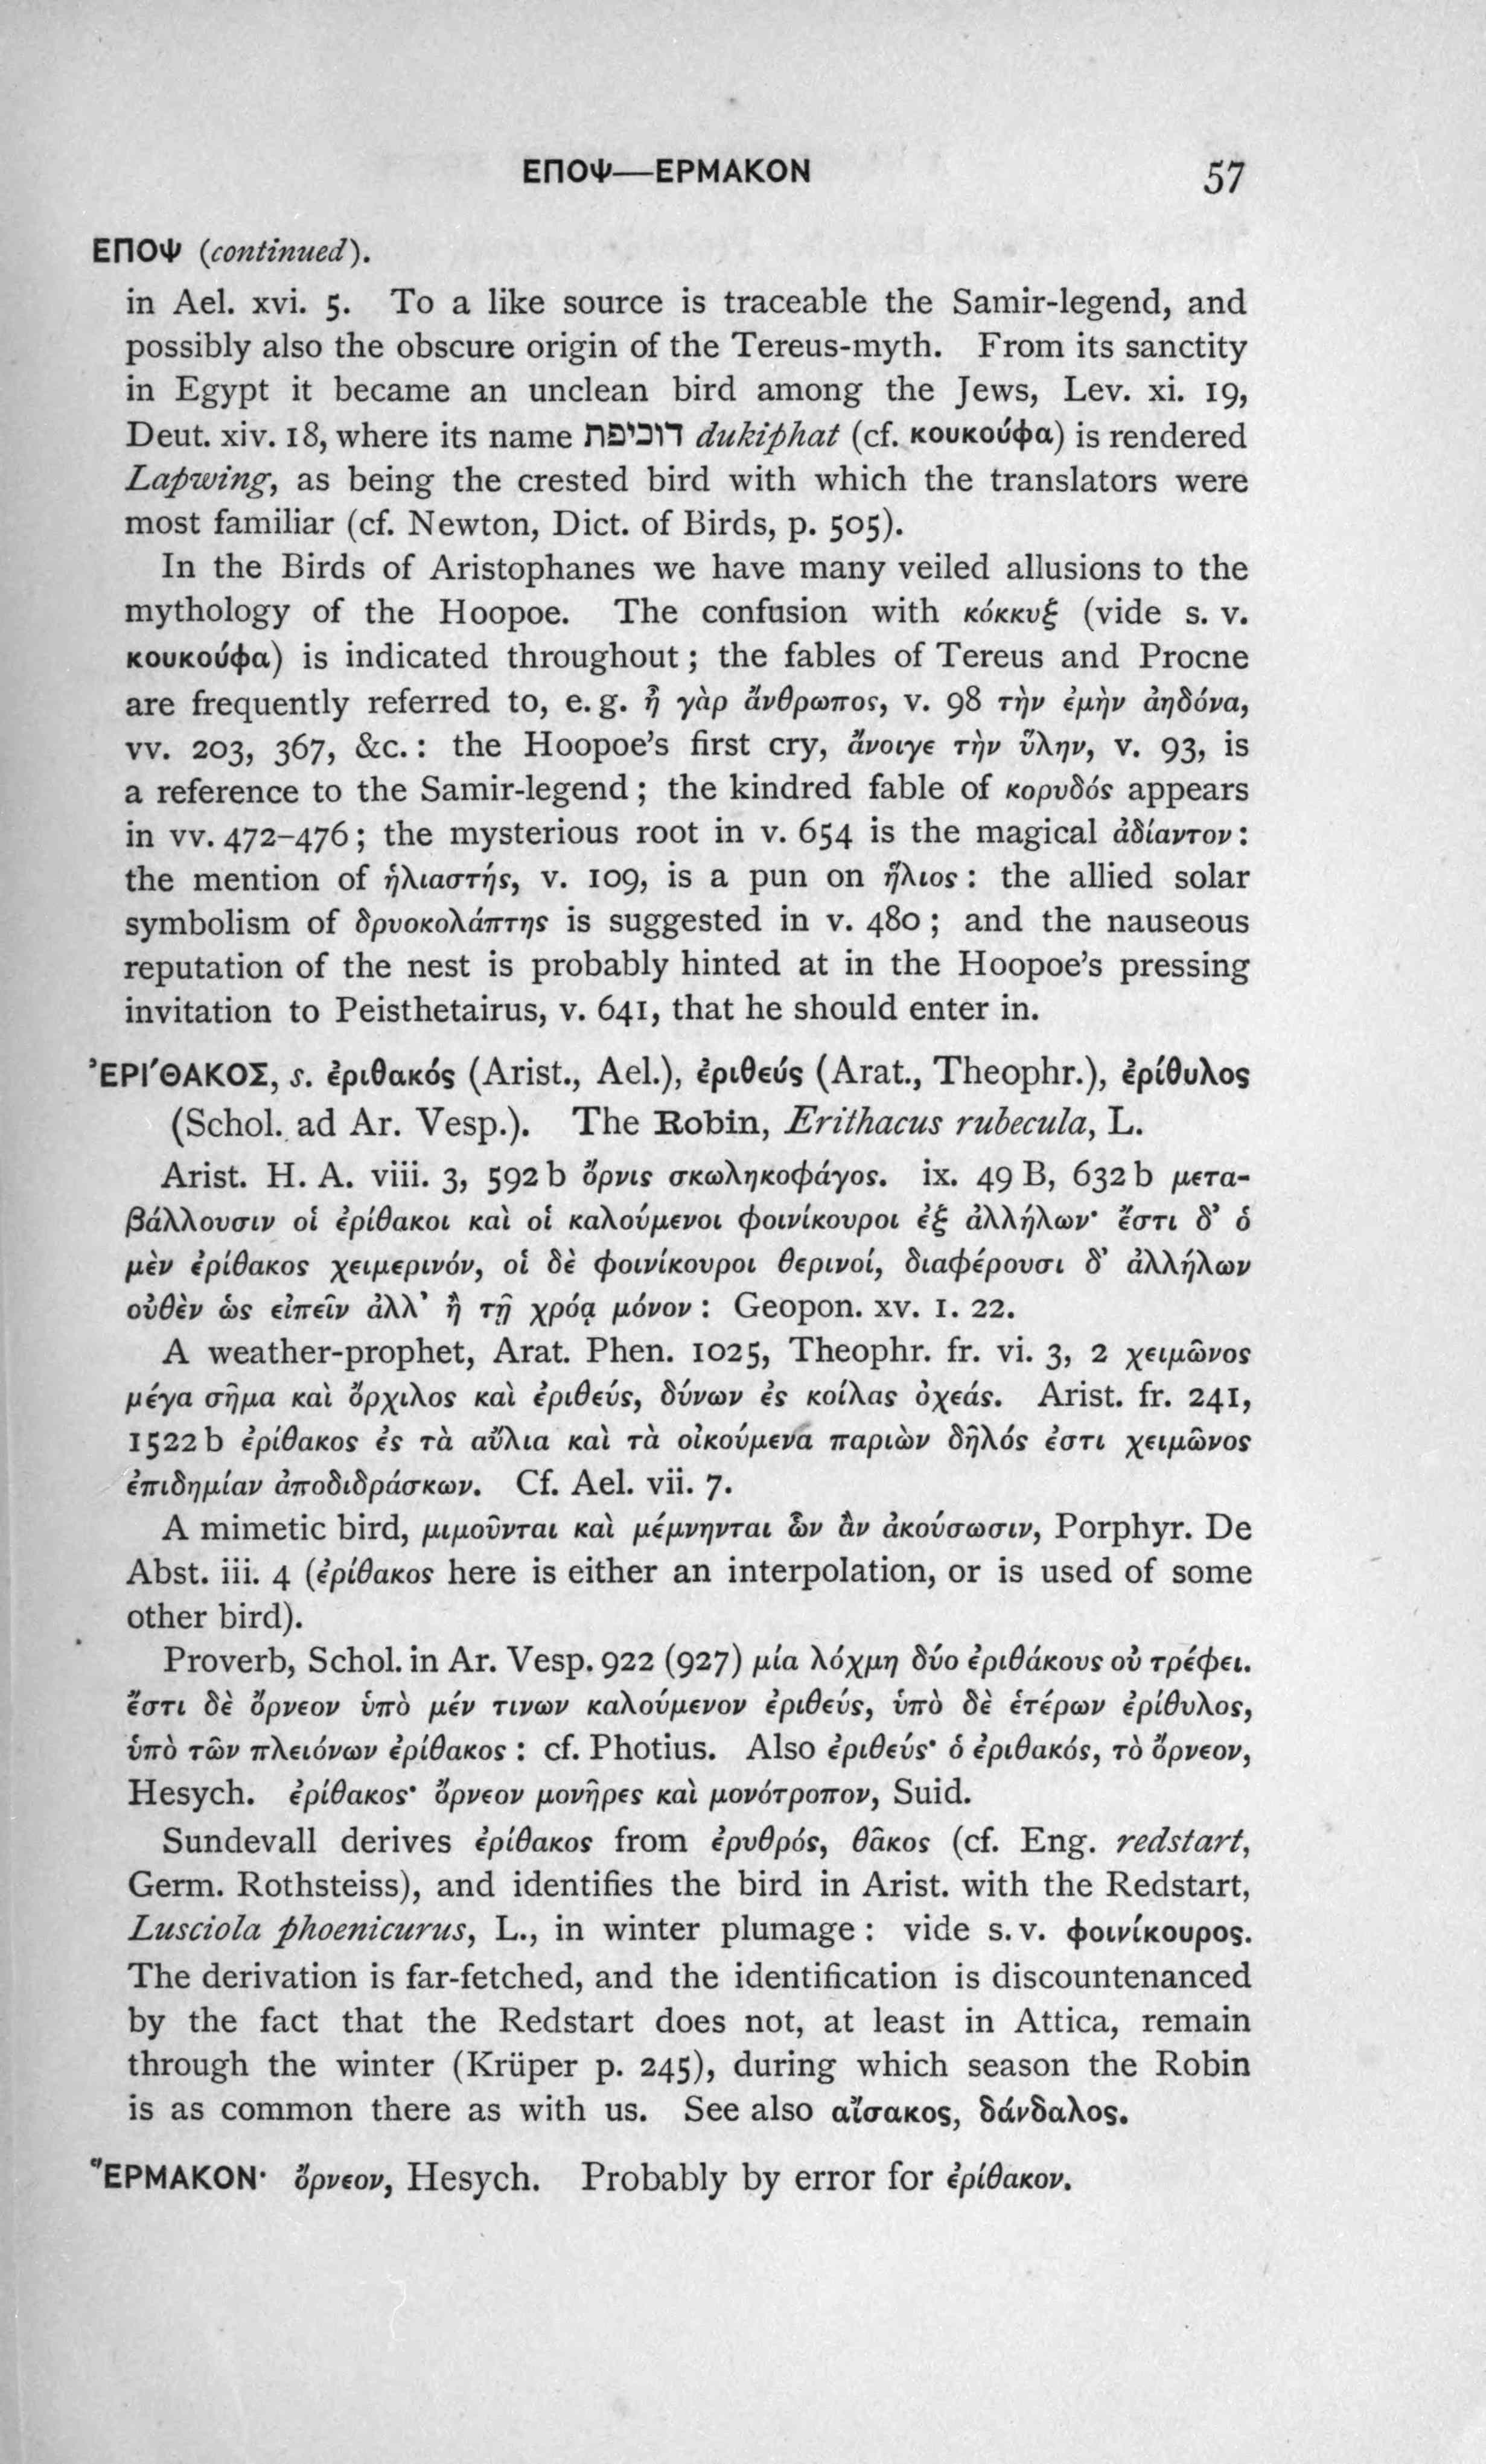 ΕΠΟΨ—ΕΡΜΑΚΟΝ 57
ΕΠΟΨ (continued).
in Ael. xvi. 5. To a like source is traceable the Samir-legend, and
possibly also the obscure origin of the Tereus-myth. From its sanctity
in Egypt it became an unclean bird among the Jews, Lev. xi. 19,
Deut. xiv. 18, where its name דוכיפת dukiphat (cf. κουκούφα) is rendered
Lapwing, as being the crested bird with which the translators were
most familiar (cf. Newton, Dict. of Birds, p. 505).
In the Birds of Aristophanes we have many veiled allusions to the
mythology of the Hoopoe. The confusion with κόκκυξ (vide s. v.
κουκούφα) is indicated throughout ; the fables of Tereus and Procne
are frequently referred to, e. g. ἦ γὰρ ἄνθρωπος, v. 98 τὴν ἐμὴν ἀηδόνα,
vv. 203, 367, &c. : the Hoopoe's first cry, ἄνοιγε τὴν ὕλην, v. 93, is
a reference to the Samir-legend ; the kindred fable of κορυδός appears
in vv. 472–476 ; the mysterious root in v. 654 is the magical ἀδίαντον :
the mention of ἡλιαστής, v. 109, is a pun on ἥλιος : the allied solar
symbolism of δρυοκολάπτης is suggested in v. 480 ; and the nauseous
reputation of the nest is probably hinted at in the Hoopoe's pressing
invitation to Peisthetairus, v. 641, that he should enter in.
ʼΕΡΙ΄ΘΑΚΟΣ, s. ἐριθακός (Arist., Ael.), ἐριθεύς (Arat., Theophr.), ἐρίθυλος
(Schol. ad Ar. Vesp.). The Robin, Erithacus rubecula, L.
Arist. H. A. viii. 3, 592 b ὄρνις σκωληκοφάγος. ix. 49 B, 632 b μετα-
βάλλουσιν οἱ ἐρίθακοι καὶ οἱ καλούμενοι φοινίκουροι ἐξ ἀλλήλων· ἔστι δ' ὁ
μὲν ἐρίθακος χειμερινόν, οἱ δὲ φοινίκουροι θερινοί, διαφέρουσι δ' ἀλλήλων
οὐθὲν ὡς εἰπεῖν ἀλλ' ἢ τῇ χρόᾳ μόνον : Geopon. xv. 1. 22.
A weather-prophet, Arat. Phen. 1025, Theophr. fr. vi. 3, 2 χειμῶνος
μέγα σῆμα καὶ ὄρχιλος καὶ ἐριθεύς, δύνων ἐς κοίλας ὀχεάς. Arist. fr. 241,
1522 b ἐρίθακος ἐς τὰ αὔλια καὶ τὰ οἰκούμενα παριὼν δῆλός ἐστι χειμῶνος
ἐπιδημίαν ἀποδιδράσκων. Cf. Ael. vii. 7.
A mimetic bird, μιμοῦνται καὶ μέμνηνται ὧν ἂν ἀκούσωσιν, Porphyr. De
Abst. iii. 4 (ἐρίθακος here is either an interpolation, or is used of some
other bird).
Proverb, Schol. in Ar. Vesp. 922 (927) μία λόχμη δύο ἐριθάκους οὐ τρέφει.
ἔστι δὲ ὄρνεον ὑπὸ μέν τινων καλούμενον ἐριθεύς, ὑπὸ δὲ ἑτέρων ἐρίθυλος,
ὑπὸ τῶν πλειόνων ἐρίθακος : cf. Photius. Also ἐριθεύς· ὁ ἐριθακός, τὸ ὄρνεον,
Hesych. ἐρίθακος· ὄρνεον μονῆρες καὶ μονότροπον, Suid.
Sundevall derives ἐρίθακος from ἐρυθρός, θᾶκος (cf. Eng. redstart,
Germ. Rothsteiss), and identifies the bird in Arist. with the Redstart,
Lusciola phoenicurus, L., in winter plumage : vide s. v. φοινίκουρος.
The derivation is far-fetched, and the identification is discountenanced
by the fact that the Redstart does not, at least in Attica, remain
through the winter (Krüper p. 245), during which season the Robin
is as common there as with us. See also αἴσακος, δάνδαλος.
῞ΕΡΜΑΚΟΝ· ὄρνεον, Hesych. Probably by error for ἐρίθακον.